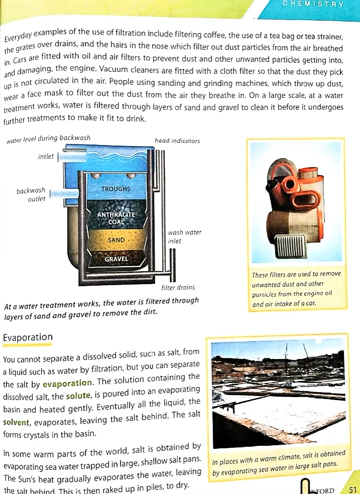 CHEMISTRY
Everyday examples of the use of filtration include filtering coffee, the use of a tea bag or tea strainer,
the grates over drains, and the hairs in the nose which filter out dust particles from the air breathed
in. Cars are fitted with oil and air filters to prevent dust and other unwanted particles getting into,
and damaging, the engine. Vacuum cleaners are fitted with a cloth filter so that the dust they pick
up is not circulated in the air. People using sanding and grinding machines, which throw up dust,
wear a face mask to filter out the dust from the air they breathe in. On a large scale, at a water
treatment works, water is filtered through layers of sand and gravel to clean it before it undergoes
further treatments to make it fit to drink.
water level during backwash
head indicators
inlet
backwash
outlet
TROUGHS
ANTHRACITE
COAL
SAND
GRAVEL
wash water
inlet
filter drains
At a water treatment works, the water is filtered through
layers of sand and gravel to remove the dirt.
These filters are used to remove
unwanted dust and other
particles from the engine oil
and air intake of a car.
Evaporation
You cannot separate a dissolved solid, such as salt, from
a liquid such as water by filtration, but you can separate
the salt by evaporation. The solution containing the
dissolved salt, the solute, is poured into an evaporating
basin and heated gently. Eventually all the liquid, the
solvent, evaporates, leaving the salt behind. The salt
forms crystals in the basin.
In some warm parts of the world, salt is obtained by
evaporating sea water trapped in large, shallow salt pans.
The Sun's heat gradually evaporates the water, leaving
the salt behind. This is then raked up in piles, to dry.
In places with a warm climate, salt is obtained
by evaporating sea water in large salt pans.
51